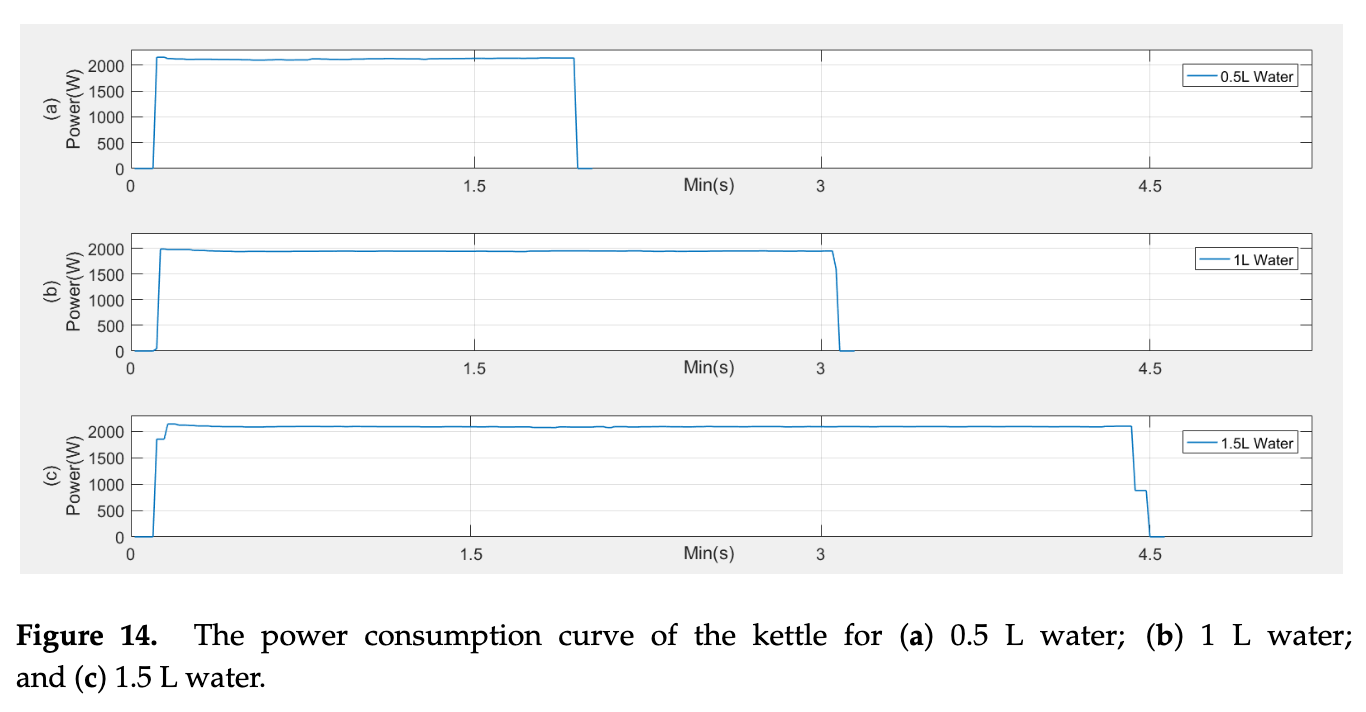 (a)
Power(W)
2000
1500
1000
500
0
0.5L Water
0 1.5 Min(s) 3 4.5
(b)
Power(W)
2000
1500
1000
500
0
1L Water
0 1.5 Min(s) 3 4.5
(c)
Power(W)
2000
1500
1000
500
0
1.5L Water
0 1.5 Min(s) 3 4.5
Figure 14. The power consumption curve of the kettle for (a) 0.5 L water; (b) 1 L water;
and (c) 1.5 L water.